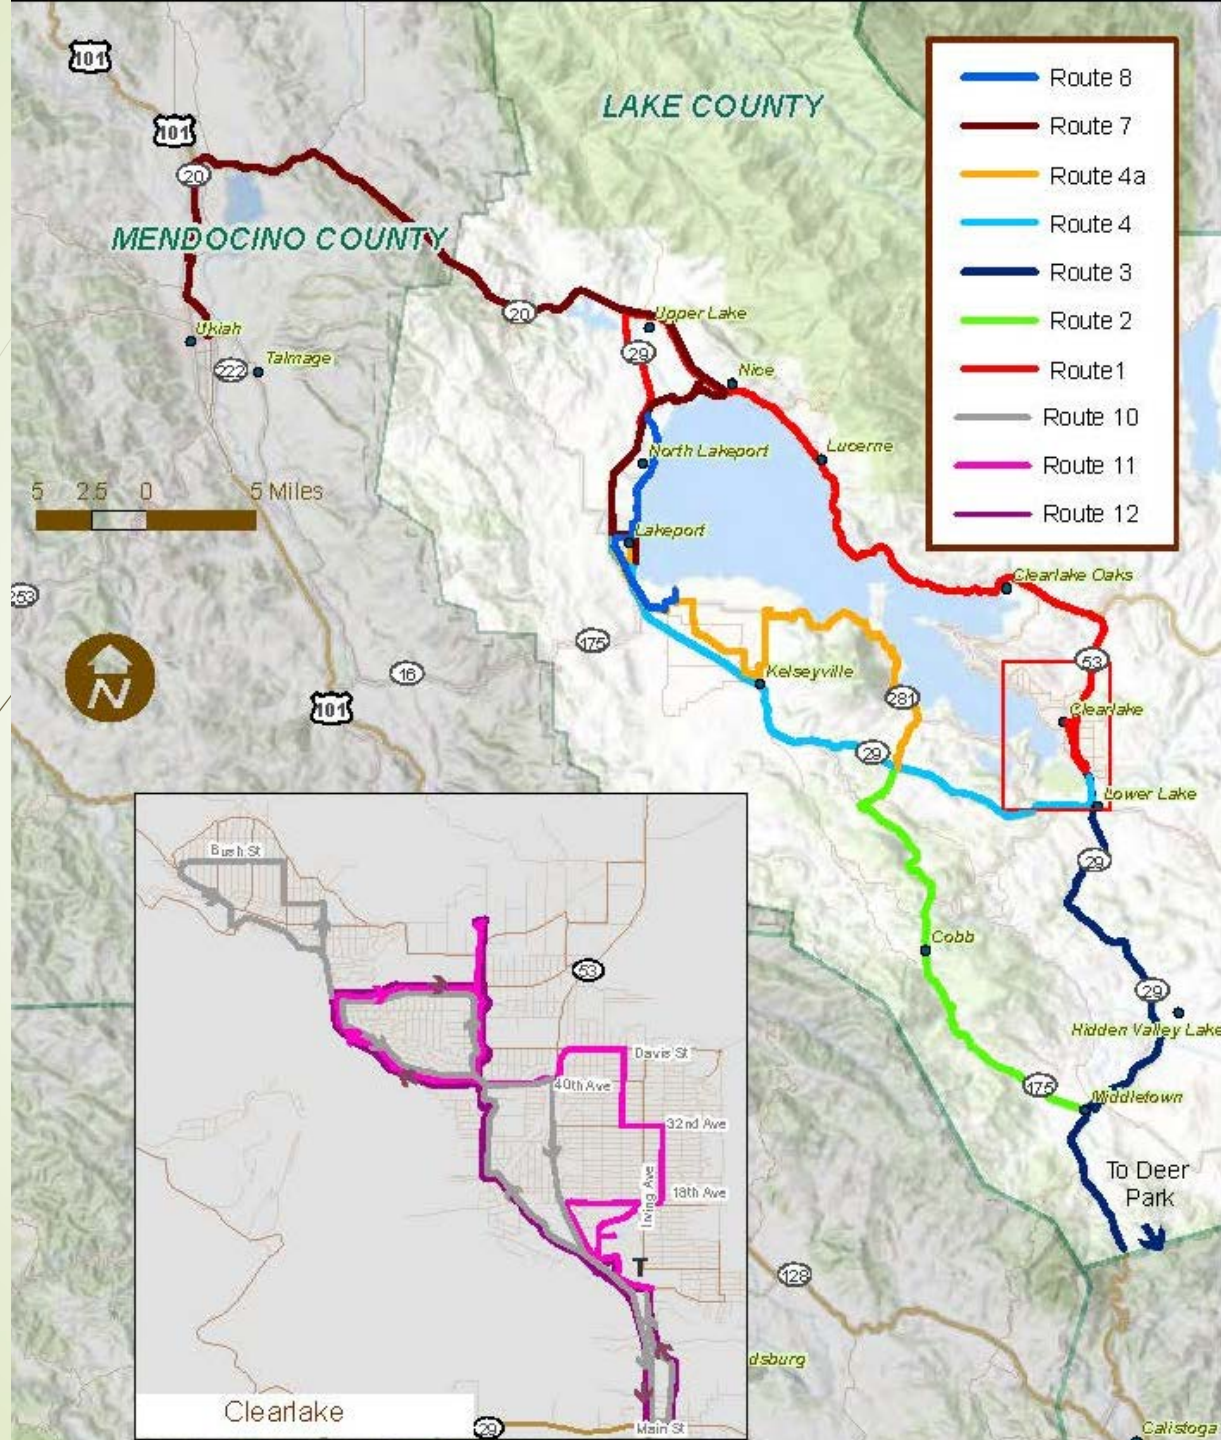 101
LAKE COUNTY
101
20
MENDOCINO COUNTY
20
Upper Lake
Ukiah
222
Talmage
29
Nice
Lucerne
North Lakeport
5 2.5 0 5 Miles
Lakeport
Clearlake Oaks
253
175
53
16
N
101
Kelseyville
281
Clearlake
29
Lower Lake
29
Cobb
29
Hidden Valley Lake
175
Middletown
To Deer
Park
128
dsburg
Calistoga
Route 8
Route 7
Route 4a
Route 4
Route 3
Route 2
Route1
Route 10
Route 11
Route 12
Bush St
53
Davis St
40th Ave
32nd Ave
18th Ave
Irving Ave
T
Clearlake
29
Main St